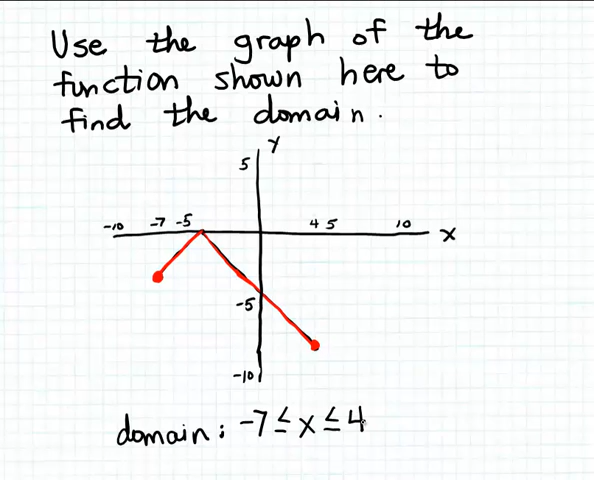 Use the graph of the
function shown here to
find the domain.
y
5
-10 -7 -5 4 5 10
x
-5
-10
domain: -7 ≤ x ≤ 4